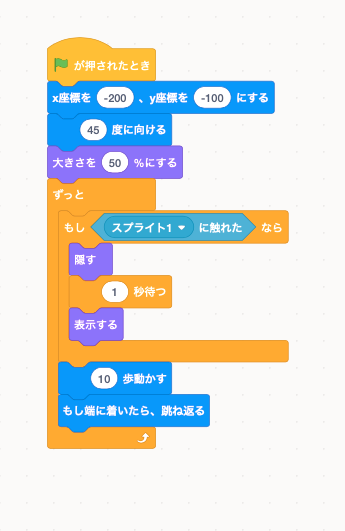 が押されたとき
x座標を -200 、y座標を -100 にする
45 度に向ける
大きさを 50 %にする
ずっと
もし スプライト1 に触れた なら
隠す
1 秒待つ
表示する
10 歩動かす
もし端に着いたら、跳ね返る